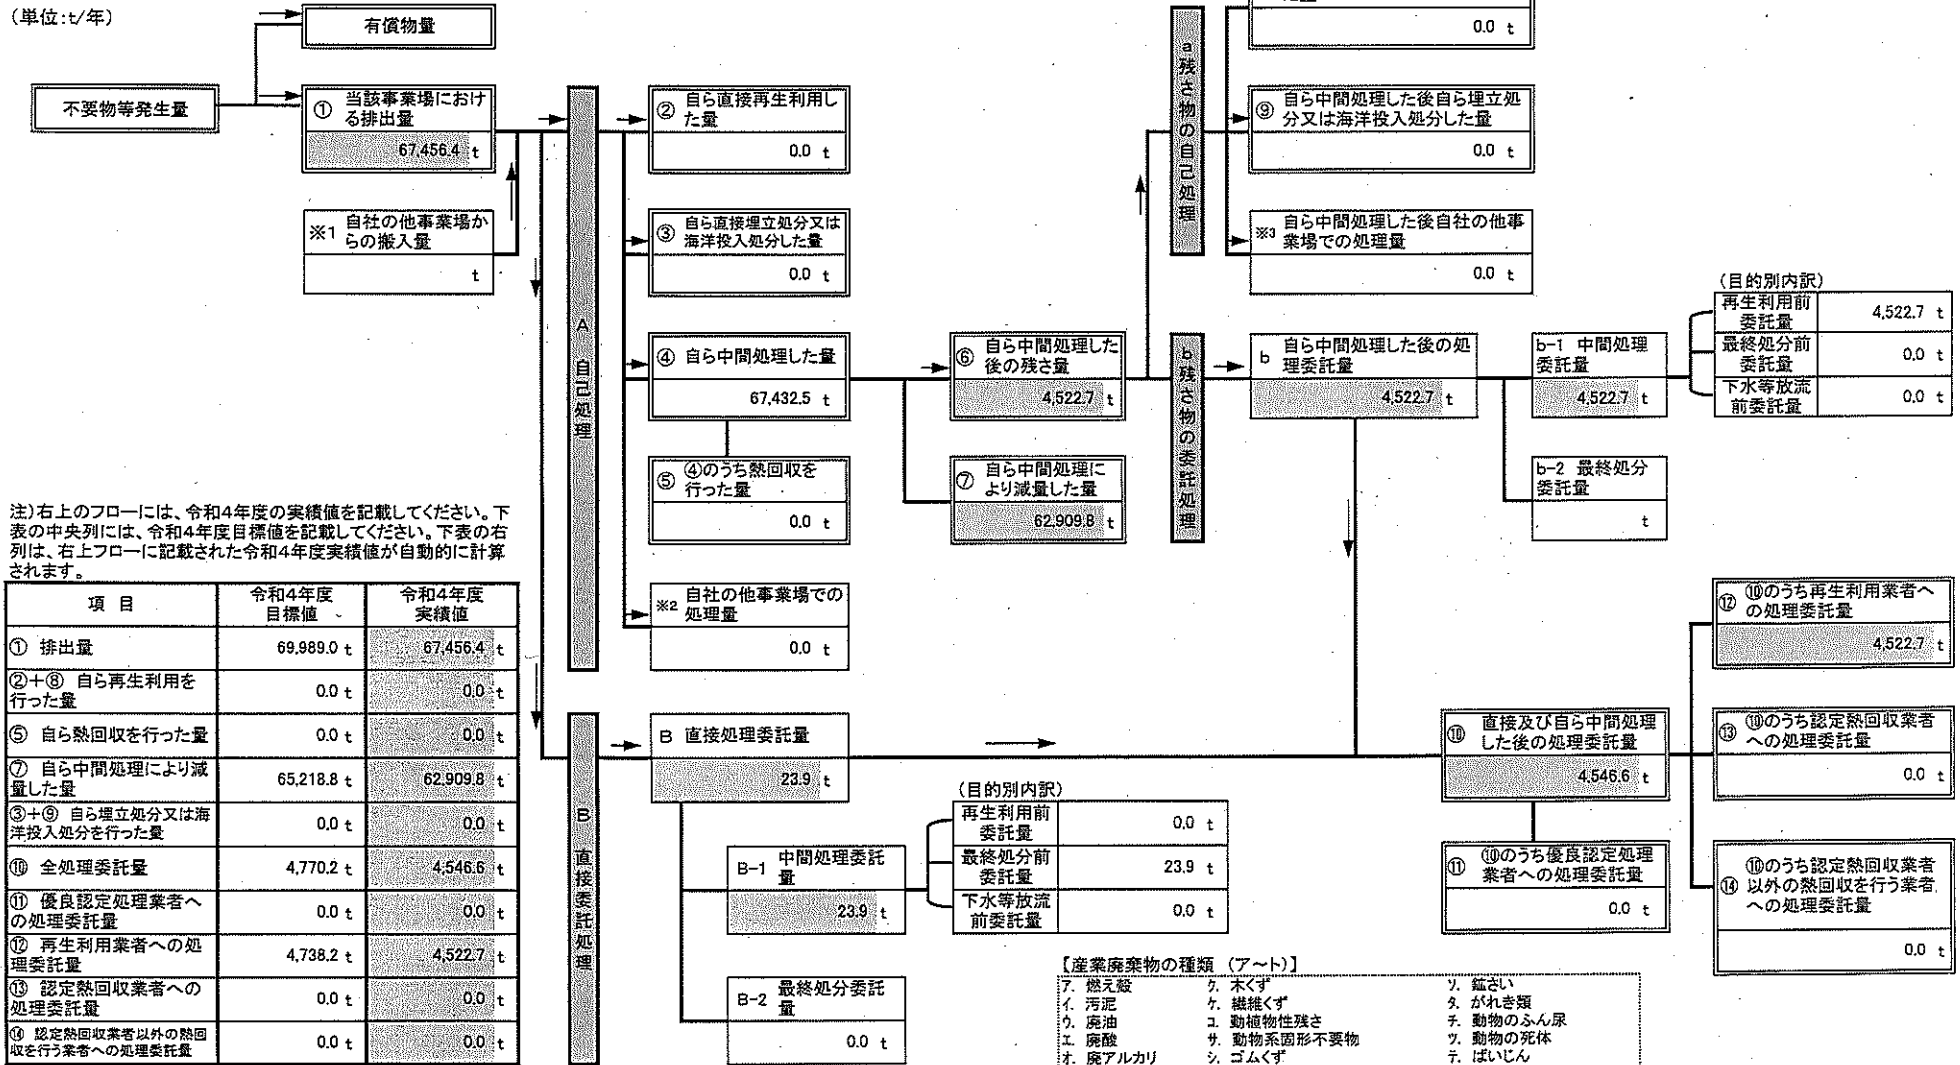 (単位:t/年)
有償物量
不要物等発生量
① 当該事業場におけ
る排出量
67,456.4 t
※1 自社の他事業場か
らの搬入量
t
A 自己処理
② 自ら直接再生利用し
た量
0.0 t
③ 自ら直接埋立処分又は
海洋投入処分した量
0.0 t
④ 自ら中間処理した量
67,432.5 t
⑤ ④のうち熱回収を
行った量
0.0 t
※2 自社の他事業場での
処理量
0.0 t
⑥ 自ら中間処理した
後の残さ量
4,522.7 t
⑦ 自ら中間処理に
より減量した量
62,909.8 t
a 残さ物の自己処理
0.0 t
⑨ 自ら中間処理した後自ら埋立処
分又は海洋投入処分した量
0.0 t
※3 自ら中間処理した後自社の他事
業場での処理量
0.0 t
b 残さ物の委託処理
b 自ら中間処理した後の処
理委託量
4,522.7 t
b-1 中間処理
委託量
4,522.7 t
b-2 最終処分
委託量
t
(目的別内訳)
再生利用前
委託量 4,522.7 t
最終処分前
委託量 0.0 t
下水等放流
前委託量 0.0 t
注)右上のフローには、令和4年度の実績値を記載してください。下
表の中央列には、令和4年度目標値を記載してください。下表の右
列は、右上フローに記載された令和4年度実績値が自動的に計算
されます。
項 目 令和4年度 目標値 令和4年度 実績値
① 排出量 69,989.0 t 67,456.4 t
②+⑧ 自ら再生利用を
行った量 0.0 t 0.0 t
⑤ 自ら熱回収を行った量 0.0 t 0.0 t
⑦ 自ら中間処理により減
量した量 65,218.8 t 62,909.8 t
③+⑨ 自ら埋立処分又は海
洋投入処分を行った量 0.0 t 0.0 t
⑩ 全処理委託量 4,770.2 t 4,546.6 t
⑪ 優良認定処理業者へ
の処理委託量 0.0 t 0.0 t
⑫ 再生利用業者への処
理委託量 4,738.2 t 4,522.7 t
⑬ 認定熱回収業者への
処理委託量 0.0 t 0.0 t
⑭ 認定熱回収業者以外の熱回
収を行う業者への処理委託量 0.0 t 0.0 t
B 直接委託処理
B 直接処理委託量
23.9 t
B-1 中間処理委託
量
23.9 t
B-2 最終処分委託
量
0.0 t
(目的別内訳)
再生利用前
委託量 0.0 t
最終処分前
委託量 23.9 t
下水等放流
前委託量 0.0 t
⑩ 直接及び自ら中間処理
した後の処理委託量
4,546.6 t
⑪ ⑩のうち優良認定処理
業者への処理委託量
0.0 t
⑫ ⑩のうち再生利用業者へ
の処理委託量
4,522.7 t
⑬ ⑩のうち認定熱回収業者
への処理委託量
0.0 t
⑭ ⑩のうち認定熱回収業者
以外の熱回収を行う業者
への処理委託量
0.0 t
【産業廃棄物の種類 (ア~ト)】
ア. 燃え殻 ク. 木くず ソ. 鉱さい
イ. 汚泥 ケ. 繊維くず タ. がれき類
ウ. 廃油 コ. 動植物性残さ チ. 動物のふん尿
エ. 廃酸 サ. 動物系固形不要物 ツ. 動物の死体
オ. 廃アルカリ シ. ゴムくず テ. ばいじん